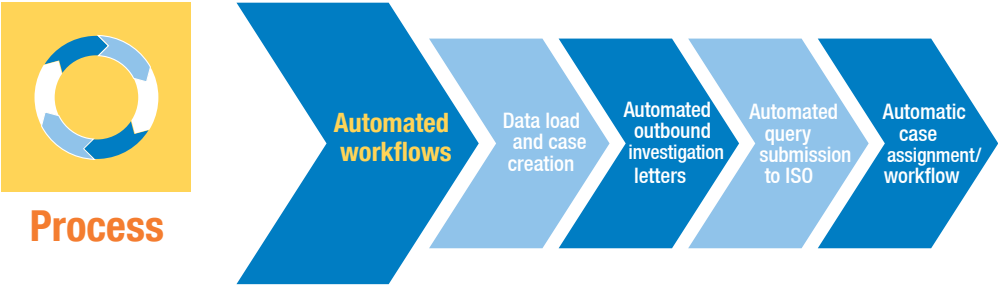 Process
Automated
workflows
Data load
and case
creation
Automated
outbound
investigation
letters
Automated
query
submission
to ISO
Automatic
case
assignment/
workflow